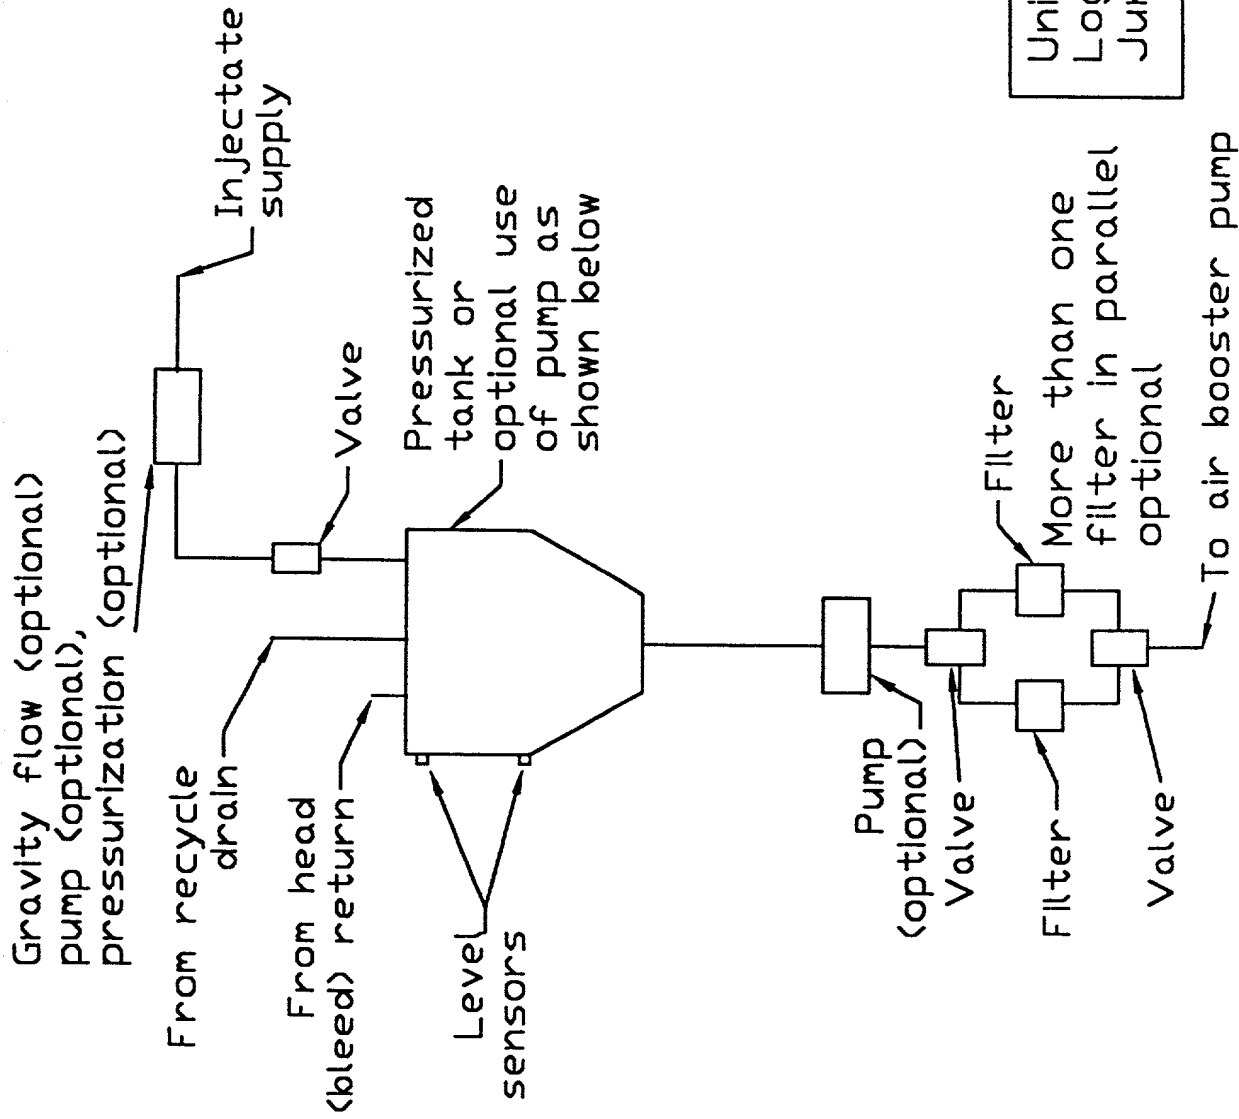 Gravity flow (optional)
pump (optional),
pressurization (optional)
Injectate
supply
From recycle
drain
Valve
From head
(bleed) return
Pressurized
tank or
optional use
of pump as
shown below
Level
sensors
Pump
(optional)
Valve
Filter
Filter
More than one
filter in parallel
optional
Valve
To air booster pump